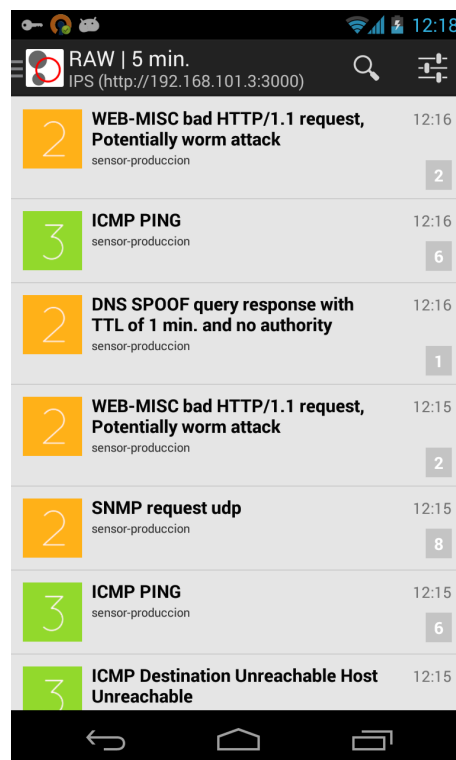 12:18
RAW | 5 min.
IPS (http://192.168.101.3:3000)
2
WEB-MISC bad HTTP/1.1 request,
Potentially worm attack
sensor-produccion
12:16
2
3
ICMP PING
sensor-produccion
12:16
6
2
DNS SPOOF query response with
TTL of 1 min. and no authority
sensor-produccion
12:16
1
2
WEB-MISC bad HTTP/1.1 request,
Potentially worm attack
sensor-produccion
12:15
2
2
SNMP request udp
sensor-produccion
12:15
8
3
ICMP PING
sensor-produccion
12:15
6
3
ICMP Destination Unreachable Host
Unreachable
12:15